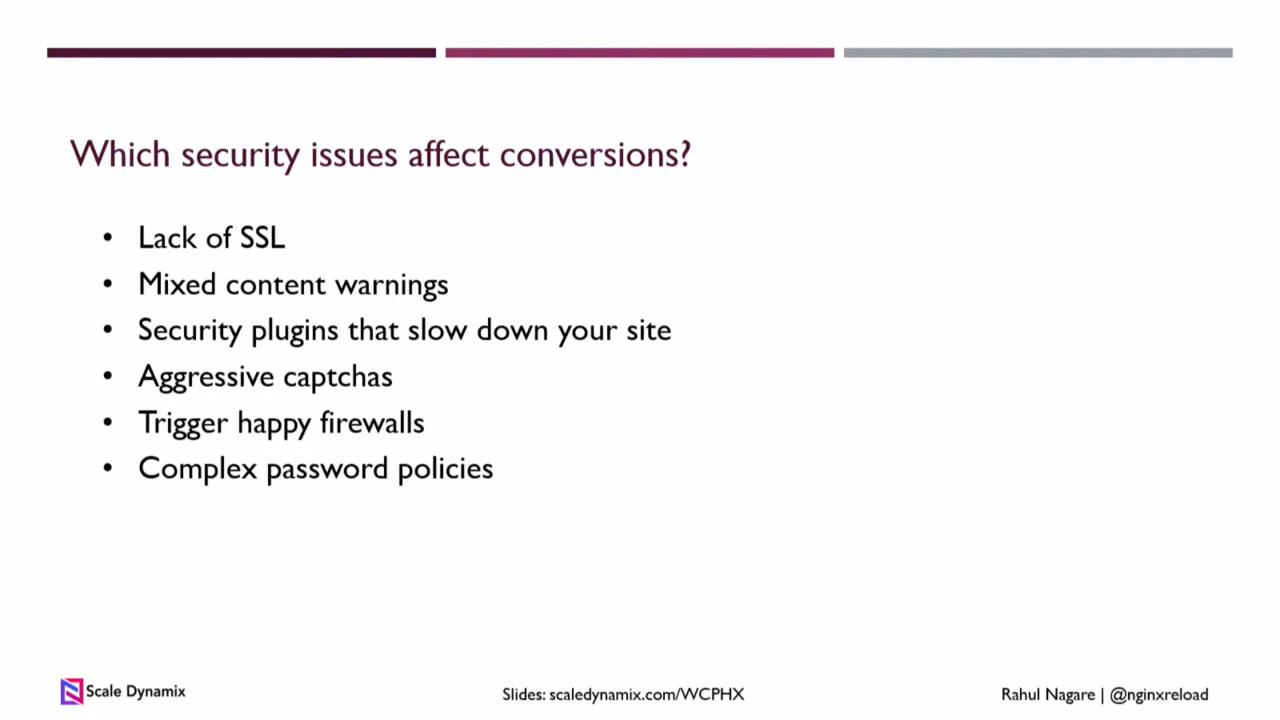 Which security issues affect conversions?
• Lack of SSL
• Mixed content warnings
• Security plugins that slow down your site
• Aggressive captchas
• Trigger happy firewalls
• Complex password policies
Scale Dynamix
Slides: scaledynamix.com/WCPHX
Rahul Nagare | @nginxreload